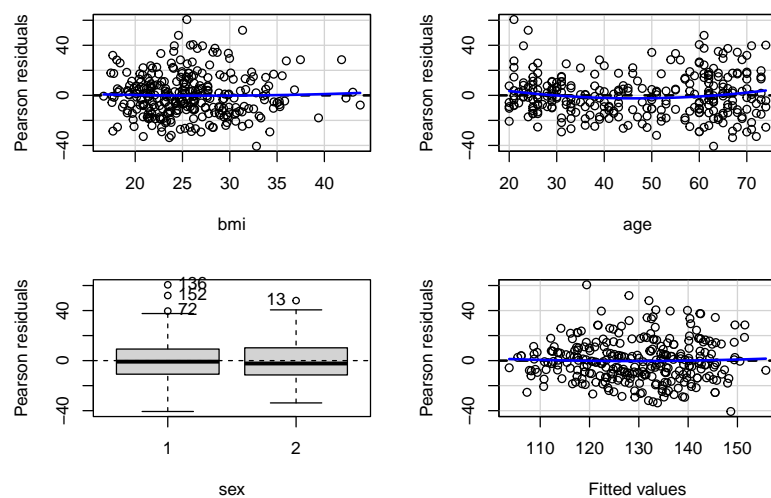 Pearson residuals
40
0
−40
20 25 30 35 40
bmi
Pearson residuals
40
0
−40
20 30 40 50 60 70
age
Pearson residuals
40
0
−40
136
152
72
13
1 2
sex
Pearson residuals
40
0
−40
110 120 130 140 150
Fitted values